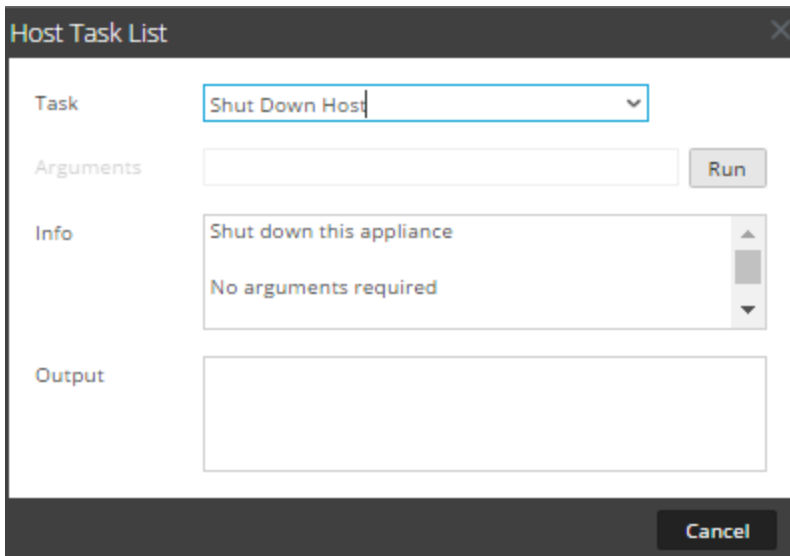 Host Task List
Task
Shut Down Host
Arguments
Run
Info
Shut down this appliance
No arguments required
Output
Cancel